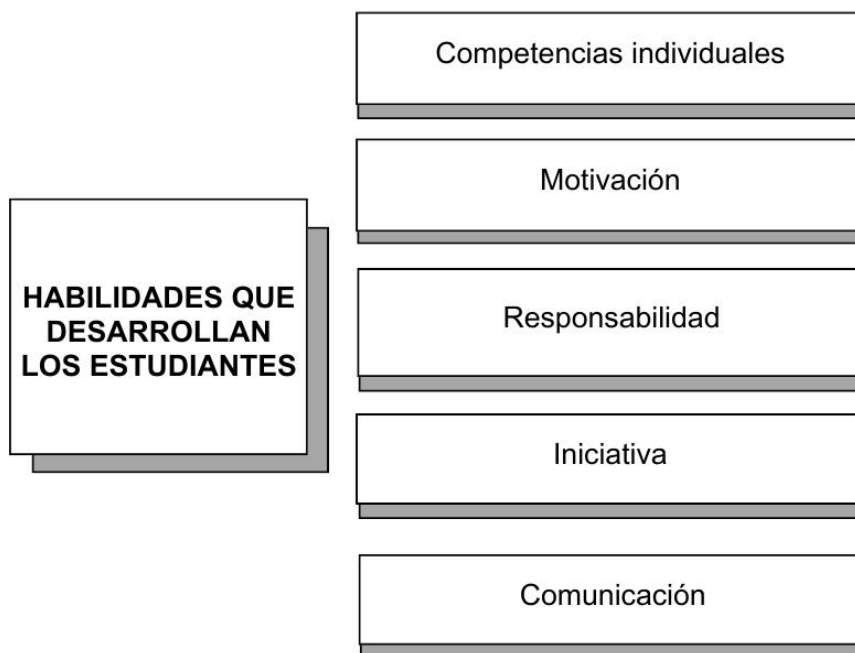 HABILIDADES QUE
DESARROLLAN
LOS ESTUDIANTES
Competencias individuales
Motivación
Responsabilidad
Iniciativa
Comunicación